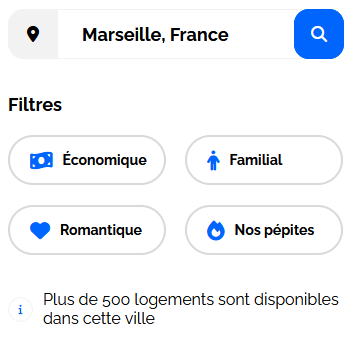 Marseille, France
Filtres
Économique
Familial
Romantique
Nos pépites
i
Plus de 500 logements sont disponibles
dans cette ville